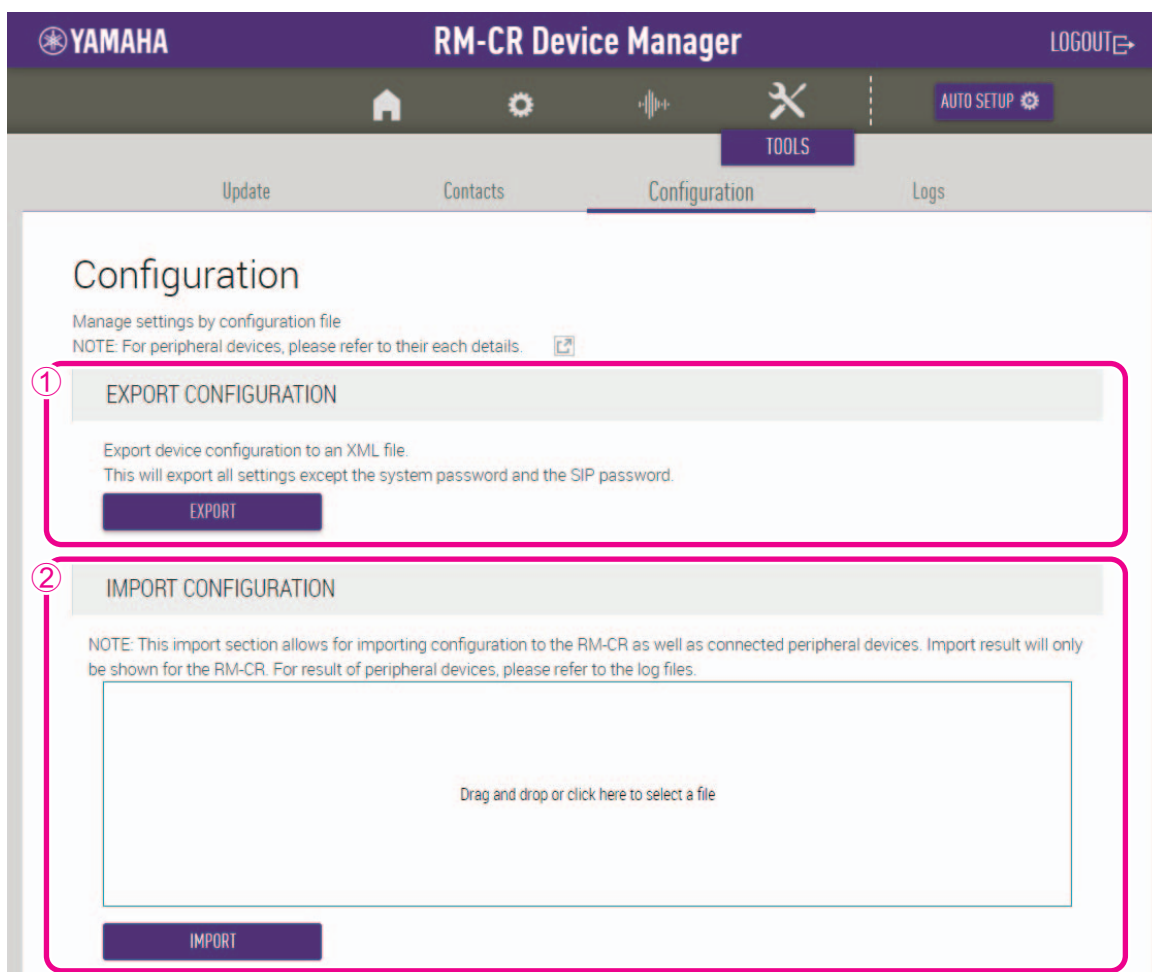 YAMAHA
RM-CR Device Manager
LOGOUT
AUTO SETUP
TOOLS
Update
Contacts
Configuration
Logs
Configuration
Manage settings by configuration file
NOTE: For peripheral devices, please refer to their each details.
①
EXPORT CONFIGURATION
Export device configuration to an XML file.
This will export all settings except the system password and the SIP password.
EXPORT
②
IMPORT CONFIGURATION
NOTE: This import section allows for importing configuration to the RM-CR as well as connected peripheral devices. Import result will only
be shown for the RM-CR. For result of peripheral devices, please refer to the log files.
Drag and drop or click here to select a file
IMPORT